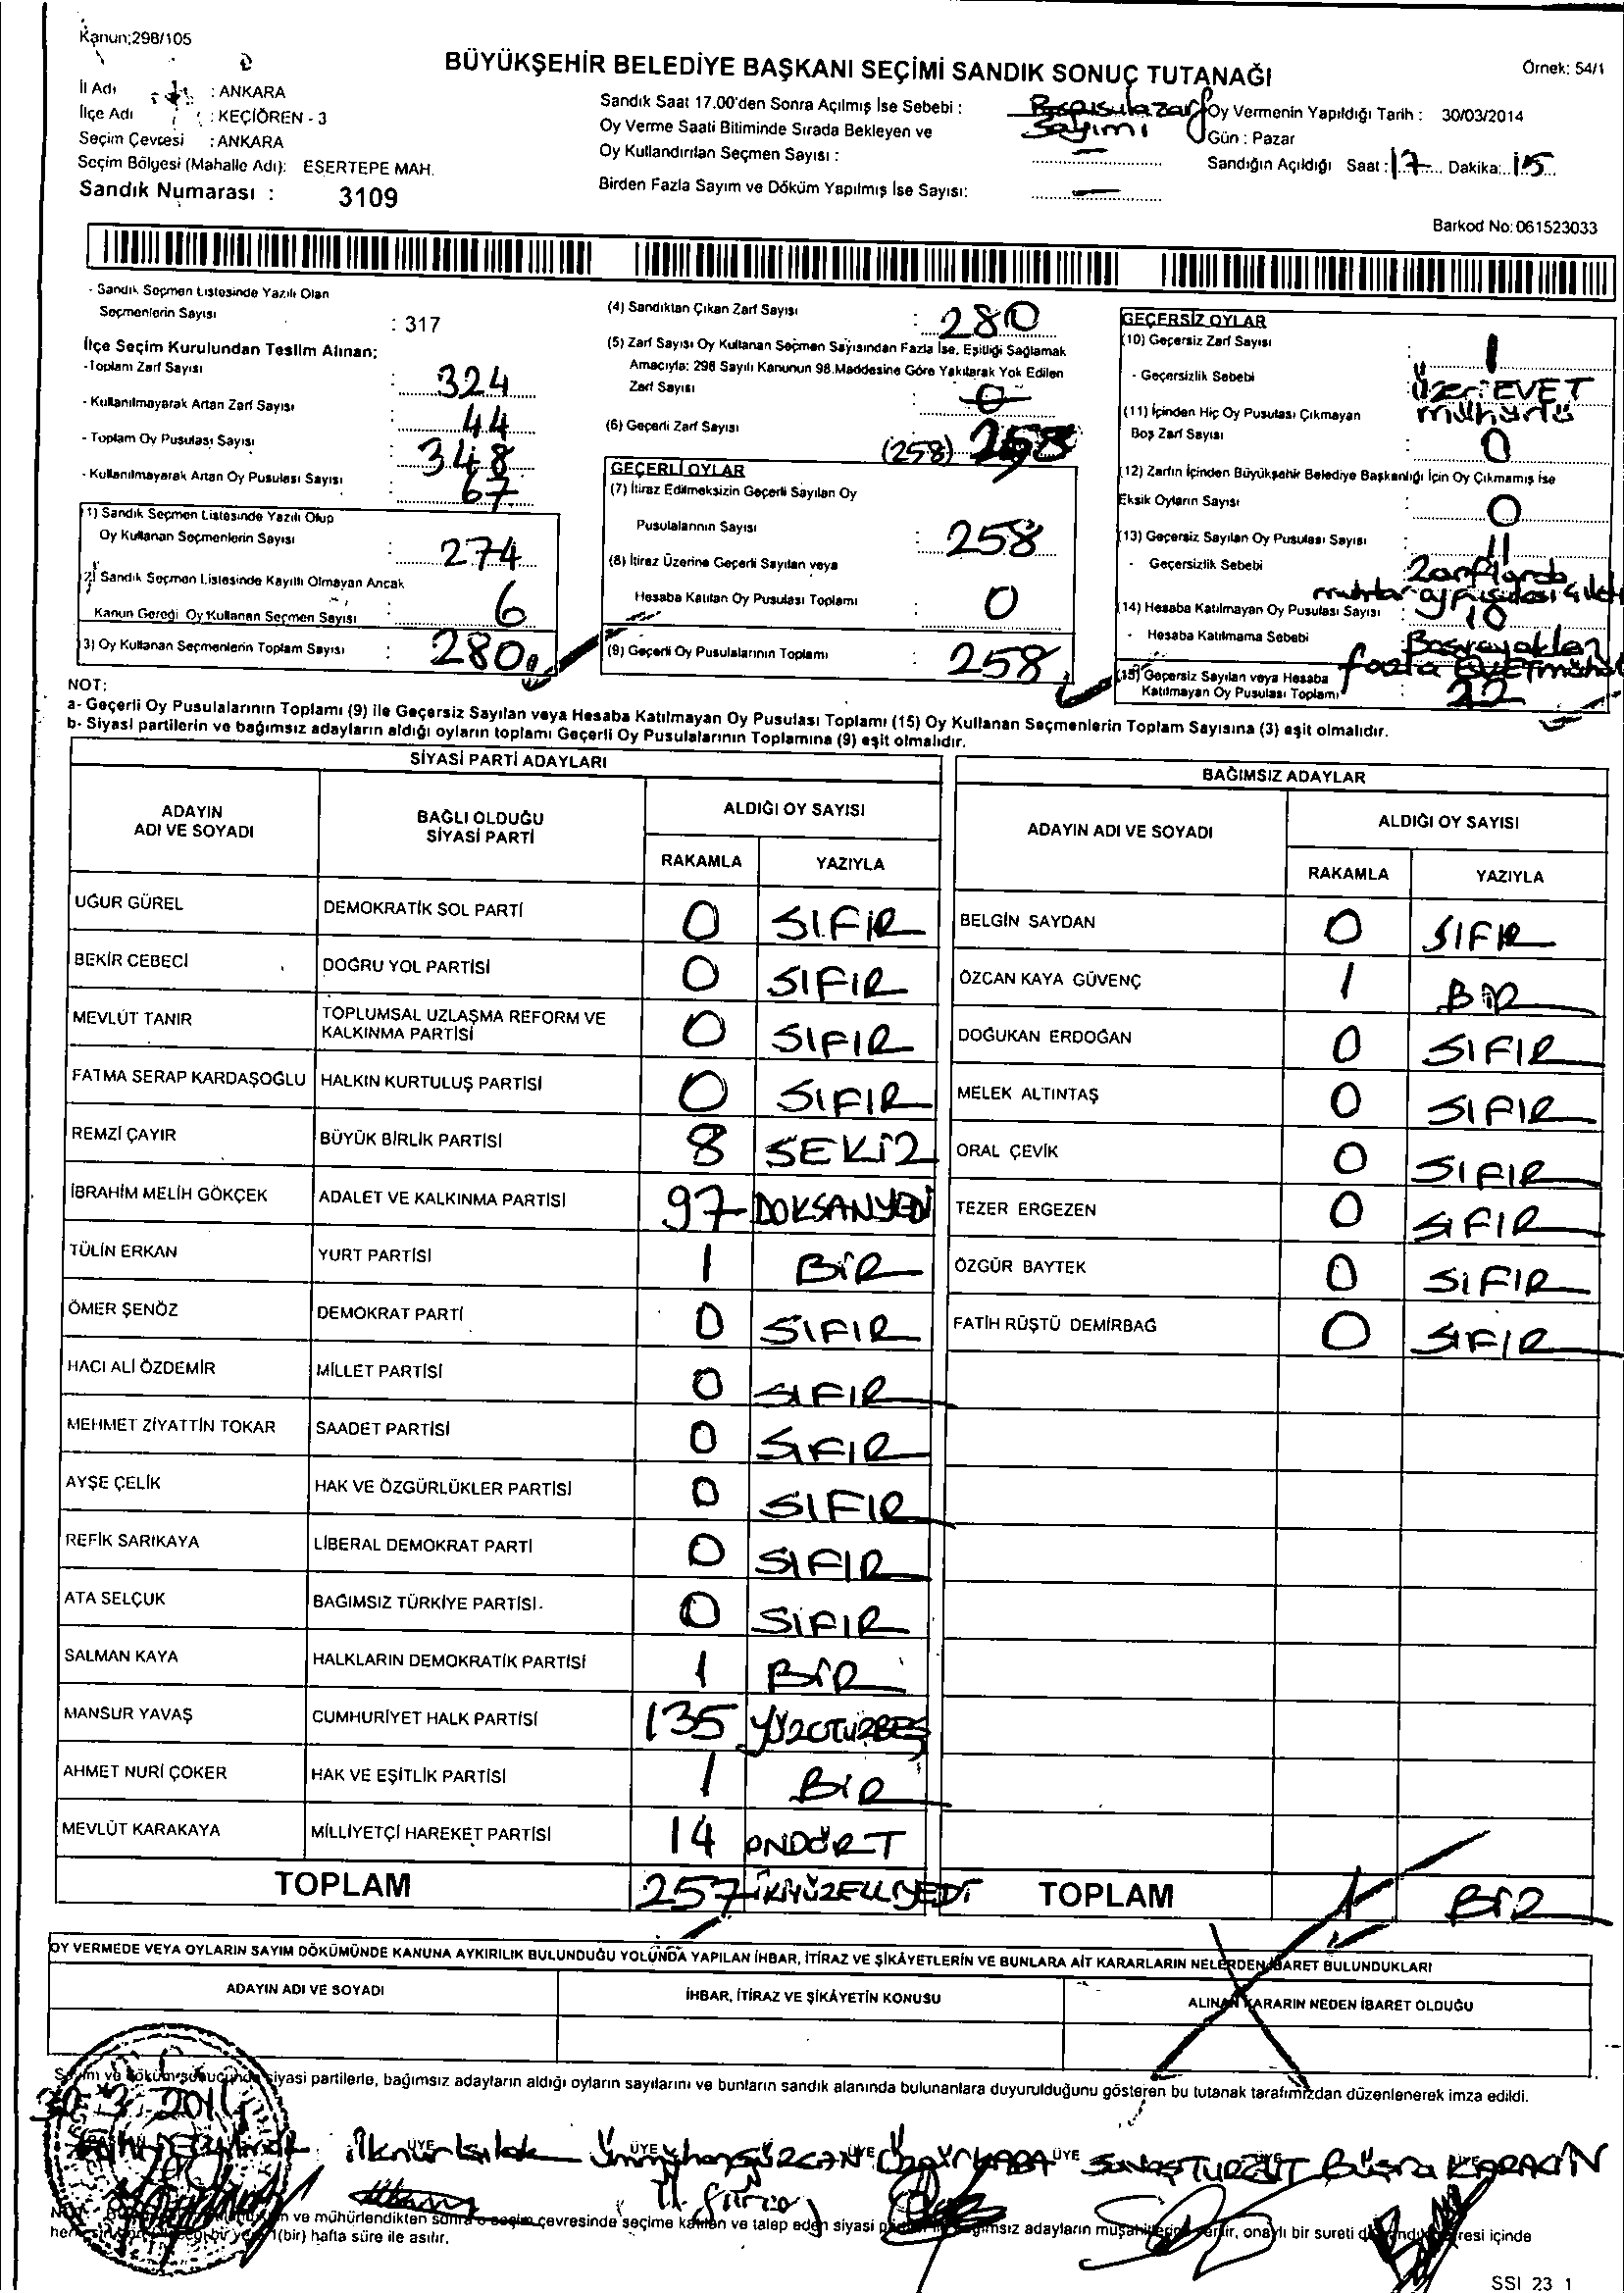 Kanun:298/105
BÜYÜKŞEHİR BELEDİYE BAŞKANI SEÇİMİ SANDIK SONUÇ TUTANAĞI
Örnek: 54/1
İl Adı : ANKARA
İlçe Adı : KEÇİÖREN - 3
Seçim Çevresi : ANKARA
Seçim Bölgesi (Mahalle Adı): ESERTEPE MAH.
Sandık Numarası : 3109
Sandık Saat 17.00'den Sonra Açılmış İse Sebebi : zarf sayımı
Oy Verme Saati Bitiminde Sırada Bekleyen ve
Oy Kullandırılan Seçmen Sayısı : —
Birden Fazla Sayım ve Döküm Yapılmış İse Sayısı: —
Oy Vermenin Yapıldığı Tarih : 30/03/2014
Gün : Pazar
Sandığın Açıldığı Saat : 17 Dakika: 15
Barkod No: 061523033
- Sandık Seçmen Listesinde Yazılı Olan
Seçmenlerin Sayısı : 317
İlçe Seçim Kurulundan Teslim Alınan;
-Toplam Zarf Sayısı : 324
- Kullanılmayarak Artan Zarf Sayısı : 44
- Toplam Oy Pusulası Sayısı : 348
- Kullanılmayarak Artan Oy Pusulası Sayısı : 67
1) Sandık Seçmen Listesinde Yazılı Olup
Oy Kullanan Seçmenlerin Sayısı : 274
2) Sandık Seçmen Listesinde Kayıtlı Olmayan Ancak
Kanun Gereği Oy Kullanan Seçmen Sayısı : 6
3) Oy Kullanan Seçmenlerin Toplam Sayısı : 280
(4) Sandıktan Çıkan Zarf Sayısı : 280
(5) Zarf Sayısı Oy Kullanan Seçmen Sayısından Fazla İse, Eşitliği Sağlamak
Amacıyla: 298 Sayılı Kanunun 98.Maddesine Göre Yakılarak Yok Edilen
Zarf Sayısı : 0
(6) Geçerli Zarf Sayısı : (258) 258
GEÇERLİ OYLAR
(7) İtiraz Edilmeksizin Geçerli Sayılan Oy
Pusulalarının Sayısı : 258
(8) İtiraz Üzerine Geçerli Sayılan veya
Hesaba Katılan Oy Pusulası Toplamı : 0
(9) Geçerli Oy Pusulalarının Toplamı : 258
GEÇERSİZ OYLAR
(10) Geçersiz Zarf Sayısı : 1
- Geçersizlik Sebebi : Üzeri EVET mühürlü
(11) İçinden Hiç Oy Pusulası Çıkmayan
Boş Zarf Sayısı : 0
(12) Zarfın İçinden Büyükşehir Belediye Başkanlığı İçin Oy Çıkmamış İse
Eksik Oyların Sayısı : 0
(13) Geçersiz Sayılan Oy Pusulası Sayısı : 11
- Geçersizlik Sebebi : Zarflarda muhtar oy pusulası
(14) Hesaba Katılmayan Oy Pusulası Sayısı : 10
- Hesaba Katılmama Sebebi : fazla EVET
(15) Geçersiz Sayılan veya Hesaba
Katılmayan Oy Pusulası Toplamı : 22
NOT:
a- Geçerli Oy Pusulalarının Toplamı (9) ile Geçersiz Sayılan veya Hesaba Katılmayan Oy Pusulası Toplamı (15) Oy Kullanan Seçmenlerin Toplam Sayısına (3) eşit olmalıdır.
b- Siyasi partilerin ve bağımsız adayların aldığı oyların toplamı Geçerli Oy Pusulalarının Toplamına (9) eşit olmalıdır.
SİYASİ PARTİ ADAYLARI
ADAYIN ADI VE SOYADI BAĞLI OLDUĞU SİYASİ PARTİ ALDIĞI OY SAYISI
RAKAMLA YAZIYLA
UĞUR GÜREL DEMOKRATİK SOL PARTİ 0 SIFIR
BEKİR CEBECİ DOĞRU YOL PARTİSİ 0 SIFIR
MEVLÜT TANIR TOPLUMSAL UZLAŞMA REFORM VE KALKINMA PARTİSİ 0 SIFIR
FATMA SERAP KARDAŞOĞLU HALKIN KURTULUŞ PARTİSİ 0 SIFIR
REMZİ ÇAYIR BÜYÜK BİRLİK PARTİSİ 8 SEKİZ
İBRAHİM MELİH GÖKÇEK ADALET VE KALKINMA PARTİSİ 97 DOKSANYEDİ
TÜLİN ERKAN YURT PARTİSİ 1 BİR
ÖMER ŞENÖZ DEMOKRAT PARTİ 0 SIFIR
HACI ALİ ÖZDEMİR MİLLET PARTİSİ 0 SIFIR
MEHMET ZİYATTİN TOKAR SAADET PARTİSİ 0 SIFIR
AYŞE ÇELİK HAK VE ÖZGÜRLÜKLER PARTİSİ 0 SIFIR
REFİK SARIKAYA LİBERAL DEMOKRAT PARTİ 0 SIFIR
ATA SELÇUK BAĞIMSIZ TÜRKİYE PARTİSİ 0 SIFIR
SALMAN KAYA HALKLARIN DEMOKRATİK PARTİSİ 1 BİR
MANSUR YAVAŞ CUMHURİYET HALK PARTİSİ 135 YÜZOTUZBEŞ
AHMET NURİ ÇOKER HAK VE EŞİTLİK PARTİSİ 1 BİR
MEVLÜT KARAKAYA MİLLİYETÇİ HAREKET PARTİSİ 14 ONDÖRT
TOPLAM 257 İKİYÜZELLİYEDİ
BAĞIMSIZ ADAYLAR
ADAYIN ADI VE SOYADI ALDIĞI OY SAYISI
RAKAMLA YAZIYLA
BELGİN SAYDAN 0 SIFIR
ÖZCAN KAYA GÜVENÇ 1 BİR
DOĞUKAN ERDOĞAN 0 SIFIR
MELEK ALTINTAŞ 0 SIFIR
ORAL ÇEVİK 0 SIFIR
TEZER ERGEZEN 0 SIFIR
ÖZGÜR BAYTEK 0 SIFIR
FATİH RÜŞTÜ DEMİRBAĞ 0 SIFIR
TOPLAM 1 BİR
OY VERMEDE VEYA OYLARIN SAYIM DÖKÜMÜNDE KANUNA AYKIRILIK BULUNDUĞU YOLUNDA YAPILAN İHBAR, İTİRAZ VE ŞİKÂYETLERİN VE BUNLARA AİT KARARLARIN NELERDEN İBARET BULUNDUKLARI
ADAYIN ADI VE SOYADI İHBAR, İTİRAZ VE ŞİKÂYETİN KONUSU ALINAN KARARIN NEDEN İBARET OLDUĞU
Sayım ve döküm sonucunda siyasi partilerle, bağımsız adayların aldığı oyların sayılarını ve bunların sandık alanında bulunanlara duyurulduğunu gösteren bu tutanak tarafımızdan düzenlenerek imza edildi.
30-3-2014
ÜYE ÜYE ÜYE ÜYE
ve mühürlendikten sonra o seçim çevresinde seçime katılan ve talep eden siyasi adayların müşahitlerine verilir, onaylı bir sureti içinde
1(bir) hafta süre ile asılır.
SSI 23 1